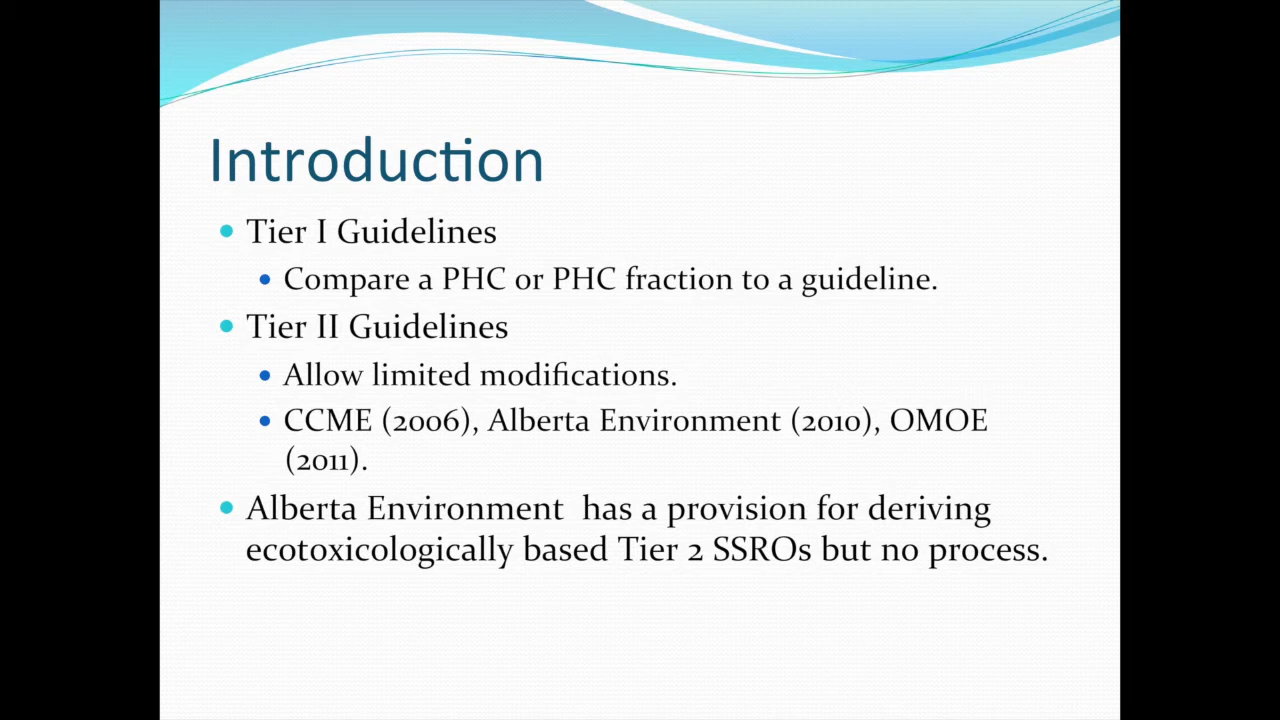 Introduction
• Tier I Guidelines
• Compare a PHC or PHC fraction to a guideline.
• Tier II Guidelines
• Allow limited modifications.
• CCME (2006), Alberta Environment (2010), OMOE
(2011).
• Alberta Environment  has a provision for deriving
ecotoxicologically based Tier 2 SSROs but no process.